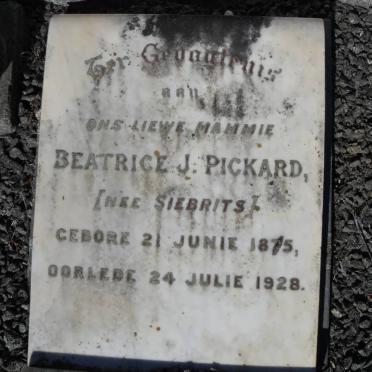 Ter Gedagtenis
aan
ONS LIEWE MAMMIE
BEATRICE J. PICKARD,
[NEE SIEBRITS].
GEBORE 21 JUNIE 1875,
OORLEDE 24 JULIE 1928.